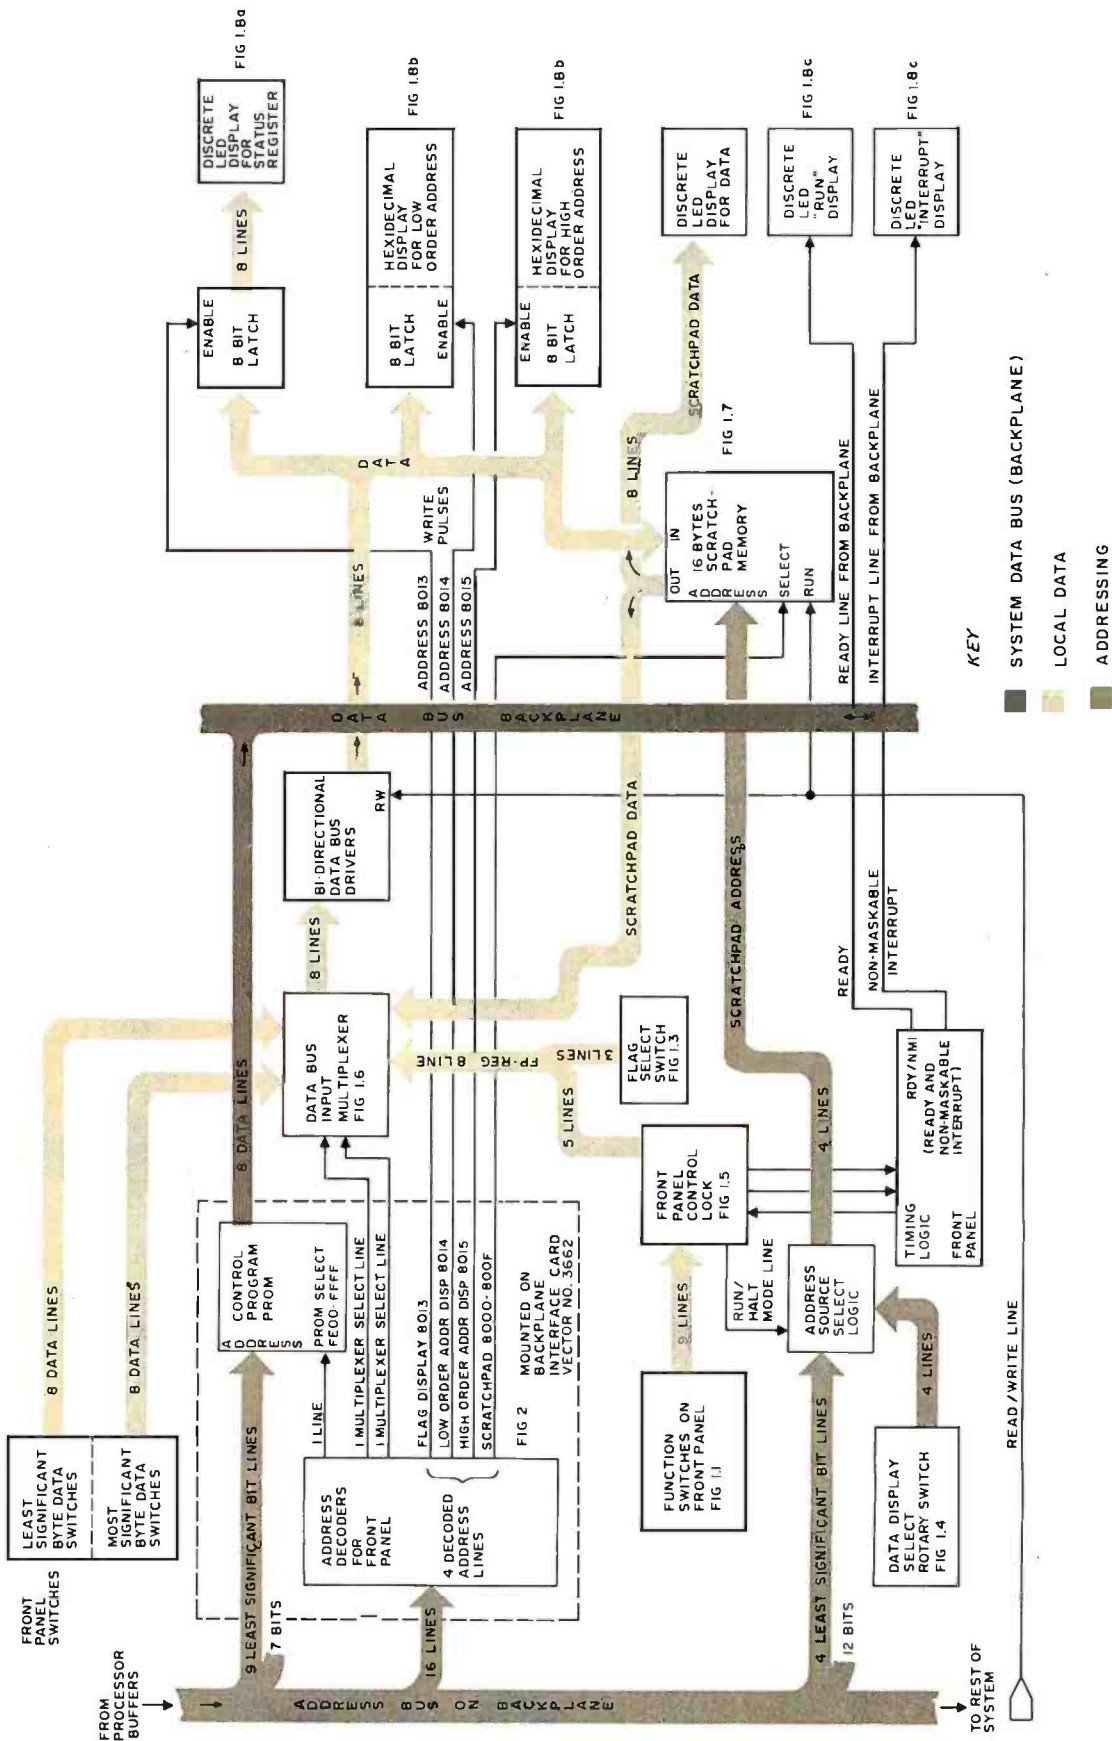 FROM
PROCESSOR
BUFFERS
ADDRESS BUS ON BACKPLANE
TO REST OF
SYSTEM
FRONT
PANEL
SWITCHES
LEAST
SIGNIFICANT
BYTE DATA
SWITCHES
MOST
SIGNIFICANT
BYTE DATA
SWITCHES
8 DATA LINES
8 DATA LINES
9 LEAST SIGNIFICANT BIT LINES
7 BITS
16 LINES
4 LEAST SIGNIFICANT BIT LINES
12 BITS
ADDRESS
CONTROL
PROGRAM
PROM
PROM SELECT
FE00-FFFF
8 DATA LINES
ADDRESS
DECODERS
FOR
FRONT
PANEL
4 DECODED
ADDRESS
LINES
1 LINE
1 MULTIPLEXER SELECT LINE
1 MULTIPLEXER SELECT LINE
FLAG DISPLAY 8013
LOW ORDER ADDR DISP 8014
HIGH ORDER ADDR DISP 8015
SCRATCHPAD 8000-800F
FIG 2
MOUNTED ON
BACKPLANE
INTERFACE CARD
VECTOR NO. 3662
DATA BUS
INPUT
MULTIPLEXER
FIG 1.6
8 LINES
BI-DIRECTIONAL
DATA BUS
DRIVERS
RW
FP-REG
8 LINE
3 LINES
5 LINES
FLAG
SELECT
SWITCH
FIG 1.3
FUNCTION
SWITCHES ON
FRONT PANEL
FIG 1.1
9 LINES
FRONT
PANEL
CONTROL
LOCK
FIG 1.5
RUN/
HALT
MODE LINE
ADDRESS
SOURCE
SELECT
LOGIC
4 LINES
DATA DISPLAY
SELECT
ROTARY SWITCH
FIG 1.4
4 LINES
TIMING
LOGIC
RDY/NMI
(READY AND
NON-MASKABLE
INTERRUPT)
FRONT
PANEL
READY
NON-MASKABLE
INTERRUPT
READ/WRITE LINE
SCRATCHPAD ADDRESS
SCRATCHPAD DATA
DATA BUS BACKPLANE
8 LINES
ADDRESS 8013
ADDRESS 8014
ADDRESS 8015
WRITE
PULSES
DATA
ENABLE
8 BIT
LATCH
8 LINES
DISCRETE
LED
DISPLAY
FOR
STATUS
REGISTER
FIG 1.8a
8 BIT
LATCH
ENABLE
HEXIDECIMAL
DISPLAY
FOR LOW
ORDER ADDRESS
FIG 1.8b
ENABLE
8 BIT
LATCH
HEXIDECIMAL
DISPLAY
FOR HIGH
ORDER ADDRESS
FIG 1.8b
OUT
IN
ADDRESS
16 BYTES
SCRATCH-
PAD
MEMORY
SELECT
RUN
FIG 1.7
8 LINES
SCRATCHPAD DATA
DISCRETE
LED
DISPLAY
FOR DATA
READY LINE FROM BACKPLANE
INTERRUPT LINE FROM BACKPLANE
DISCRETE
LED
"RUN"
DISPLAY
FIG 1.8c
DISCRETE
LED
"INTERRUPT"
DISPLAY
FIG 1.8c
KEY
SYSTEM DATA BUS (BACKPLANE)
LOCAL DATA
ADDRESSING